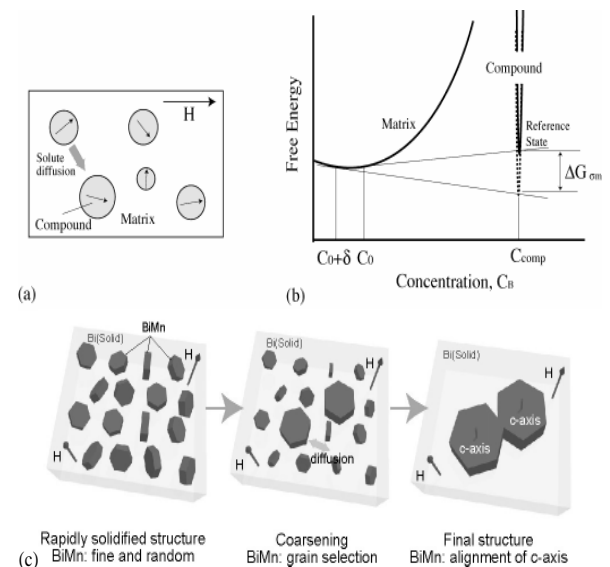 (a)
H
Solute
diffusion
Compound
Matrix
(b)
Free Energy
Matrix
Compound
Reference
State
ΔG σm
C0+δ C0
Ccomp
Concentration, CB
(c)
Bi(Solid)
BiMn
H
H
Rapidly solidified structure
BiMn: fine and random
Bi(Solid)
H
diffusion
H
Coarsening
BiMn: grain selection
Bi(Solid)
H
c-axis
c-axis
H
Final structure
BiMn: alignment of c-axis